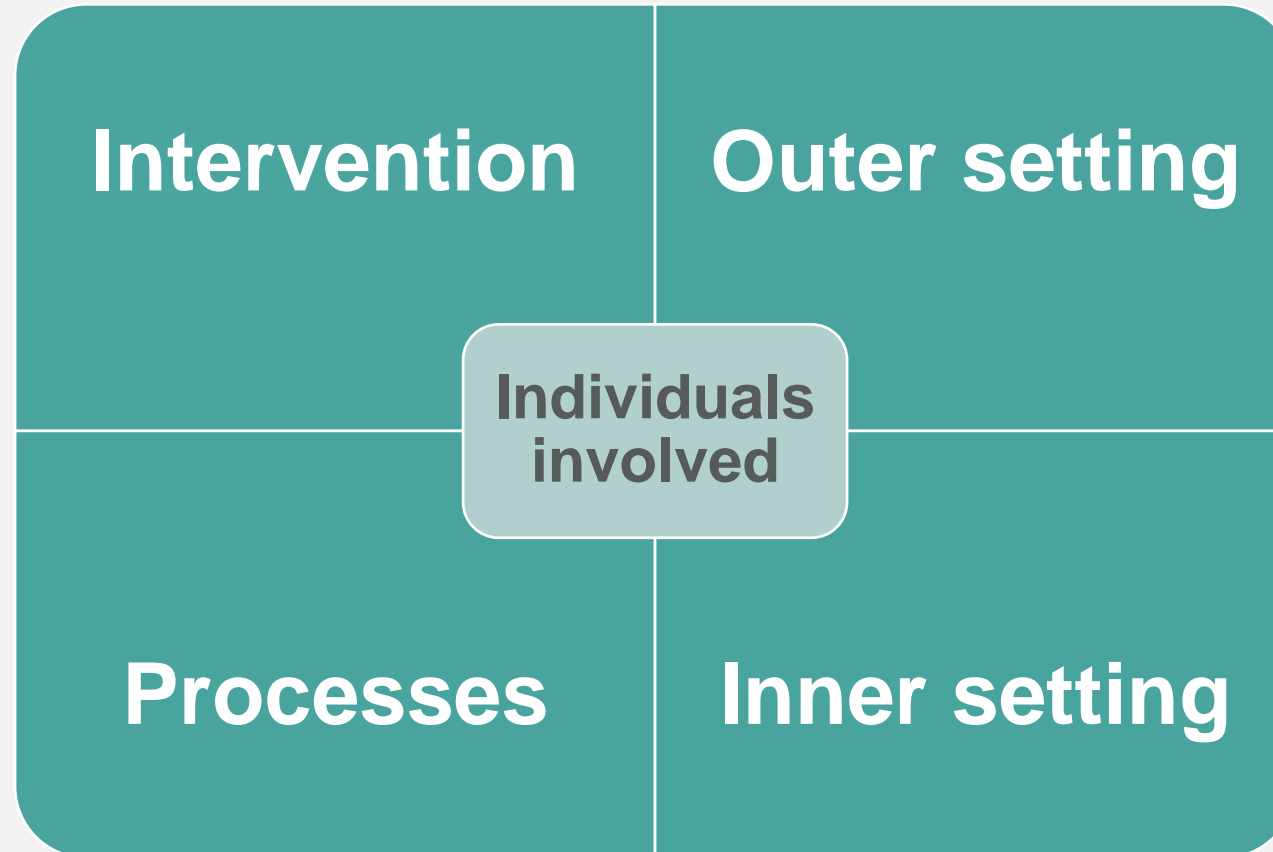 Intervention
Outer setting
Individuals
involved
Processes
Inner setting